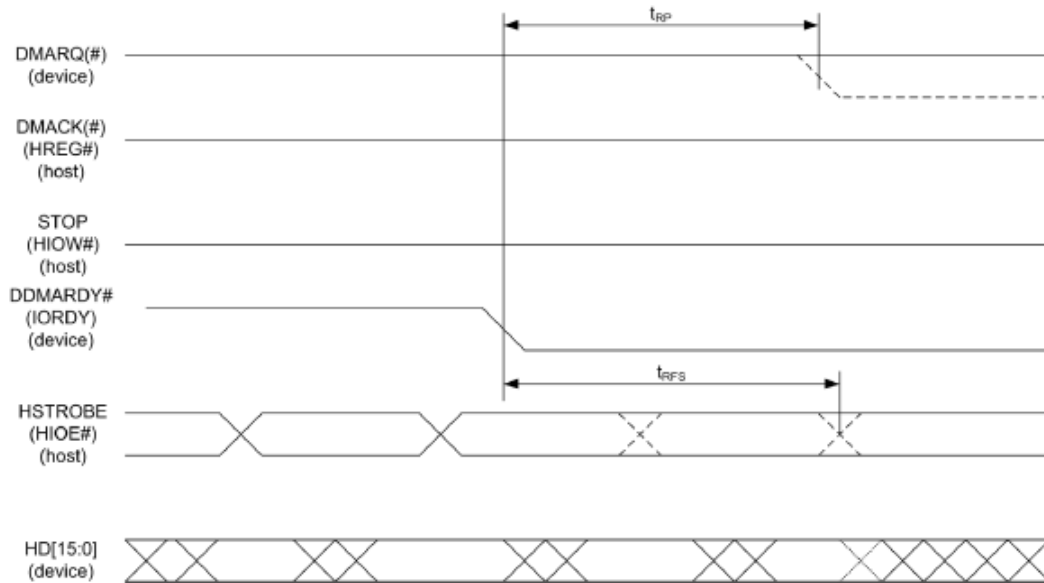 tRP
DMARQ(#)
(device)
DMACK(#)
(HREG#)
(host)
STOP
(HIOW#)
(host)
DDMARDY#
(IORDY)
(device)
tRFS
HSTROBE
(HIOE#)
(host)
HD[15:0]
(device)